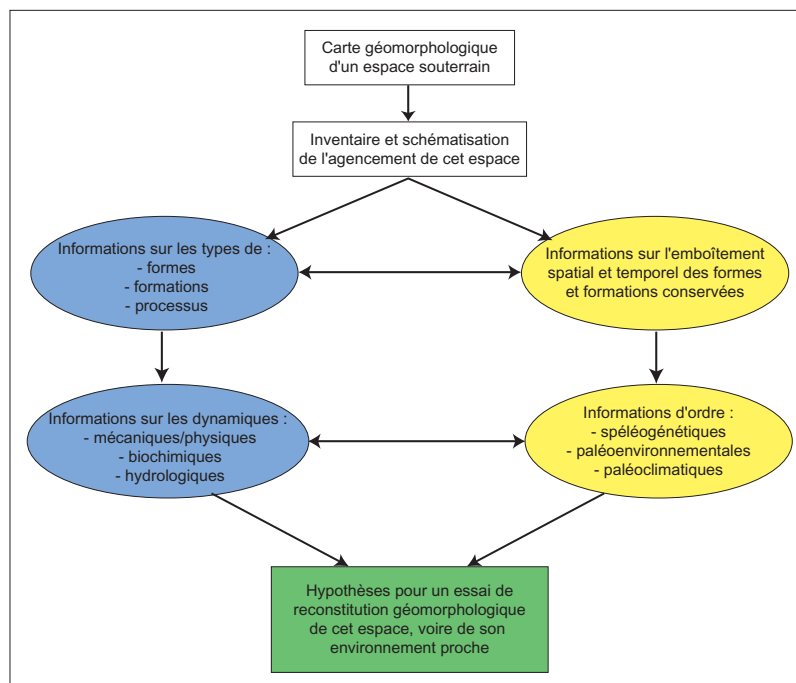 Carte géomorphologique
d'un espace souterrain
Inventaire et schématisation
de l'agencement de cet espace
Informations sur les types de :
- formes
- formations
- processus
Informations sur l'emboîtement
spatial et temporel des formes
et formations conservées
Informations sur les dynamiques :
- mécaniques/physiques
- biochimiques
- hydrologiques
Informations d'ordre :
- spéléogénétiques
- paléoenvironnementales
- paléoclimatiques
Hypothèses pour un essai de
reconstitution géomorphologique
de cet espace, voire de son
environnement proche